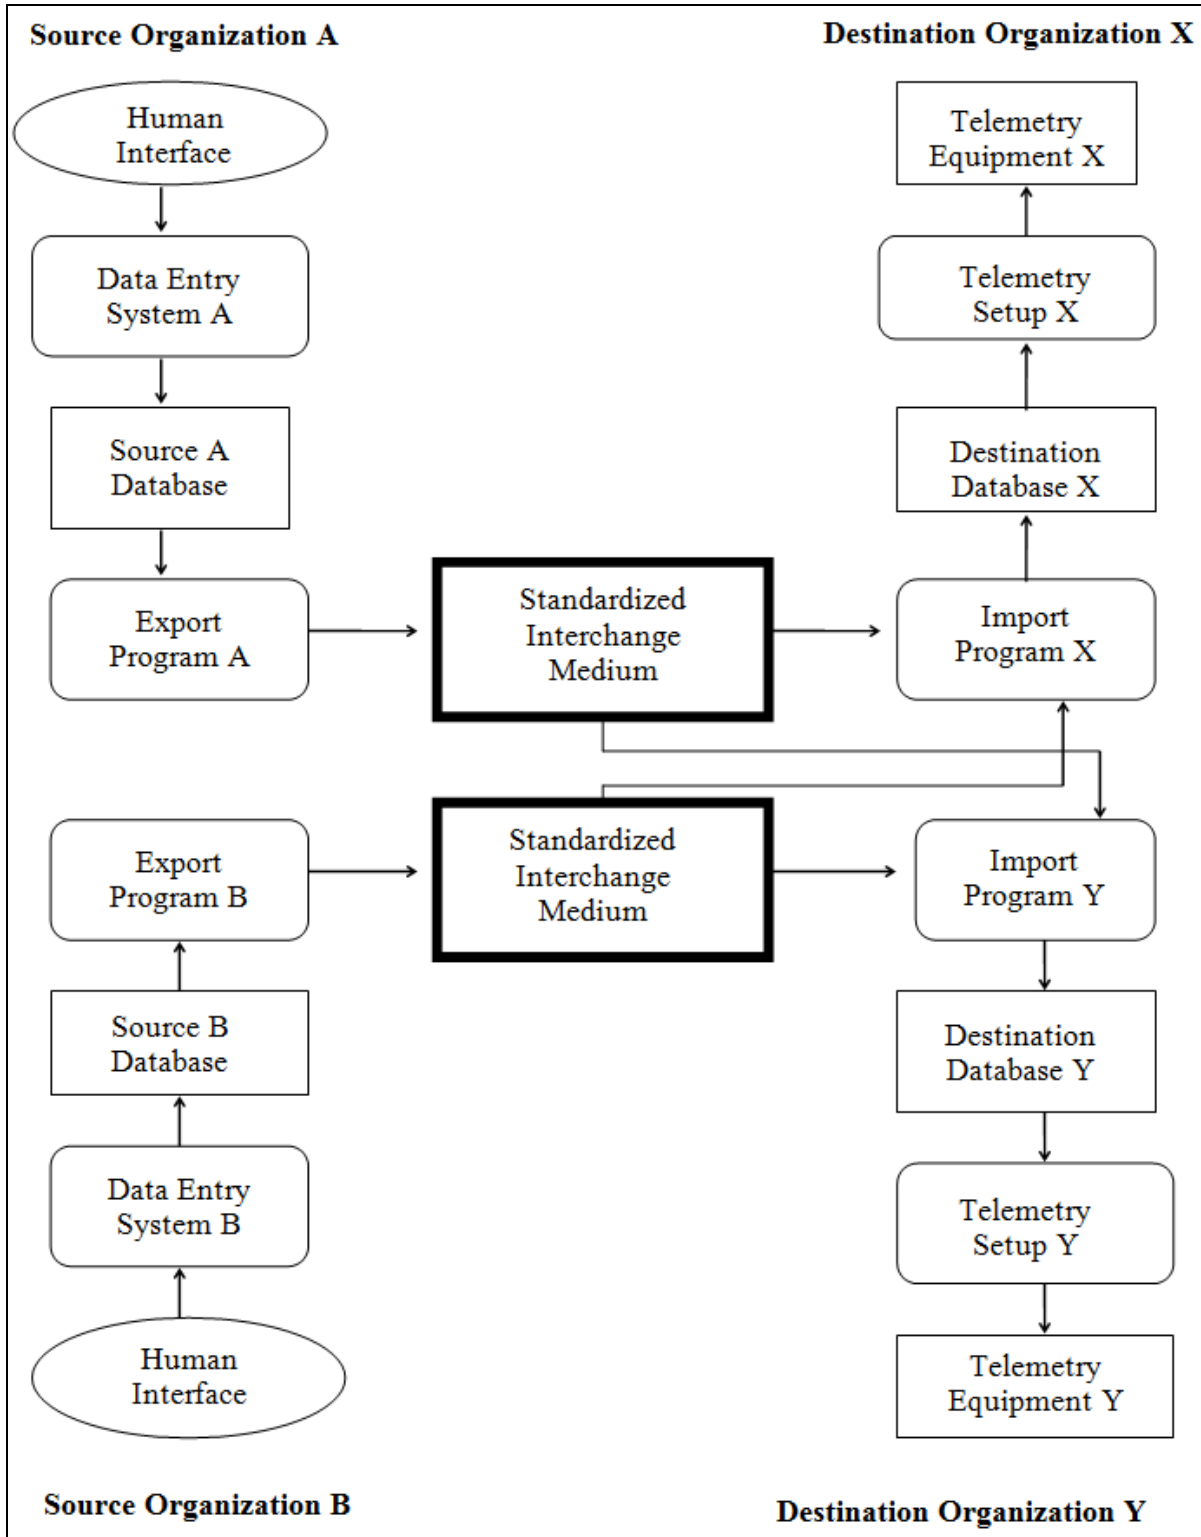 Source Organization A
Destination Organization X
Human
Interface
Telemetry
Equipment X
Data Entry
System A
Telemetry
Setup X
Source A
Database
Destination
Database X
Export
Program A
Standardized
Interchange
Medium
Import
Program X
Export
Program B
Standardized
Interchange
Medium
Import
Program Y
Source B
Database
Destination
Database Y
Data Entry
System B
Telemetry
Setup Y
Human
Interface
Telemetry
Equipment Y
Source Organization B
Destination Organization Y